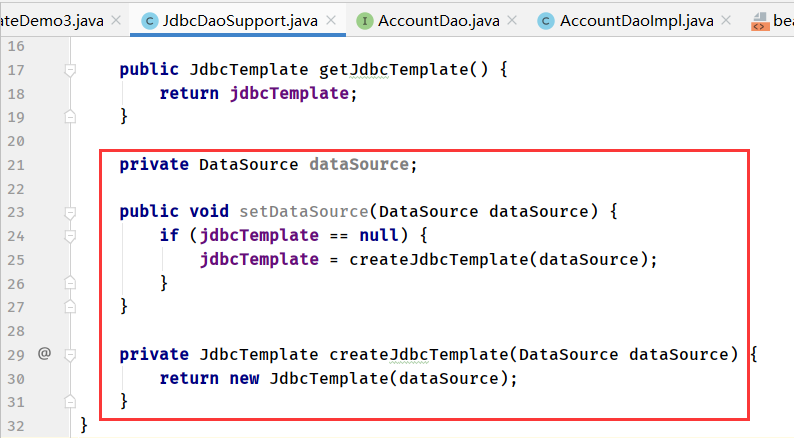 ateDemo3.java × JdbcDaoSupport.java × AccountDao.java × AccountDaoImpl.java × bea
16
17 public JdbcTemplate getJdbcTemplate() {
18 return jdbcTemplate;
19 }
20
21 private DataSource dataSource;
22
23 public void setDataSource(DataSource dataSource) {
24 if (jdbcTemplate == null) {
25 jdbcTemplate = createJdbcTemplate(dataSource);
26 }
27 }
28
29 @ private JdbcTemplate createJdbcTemplate(DataSource dataSource) {
30 return new JdbcTemplate(dataSource);
31 }
32 }